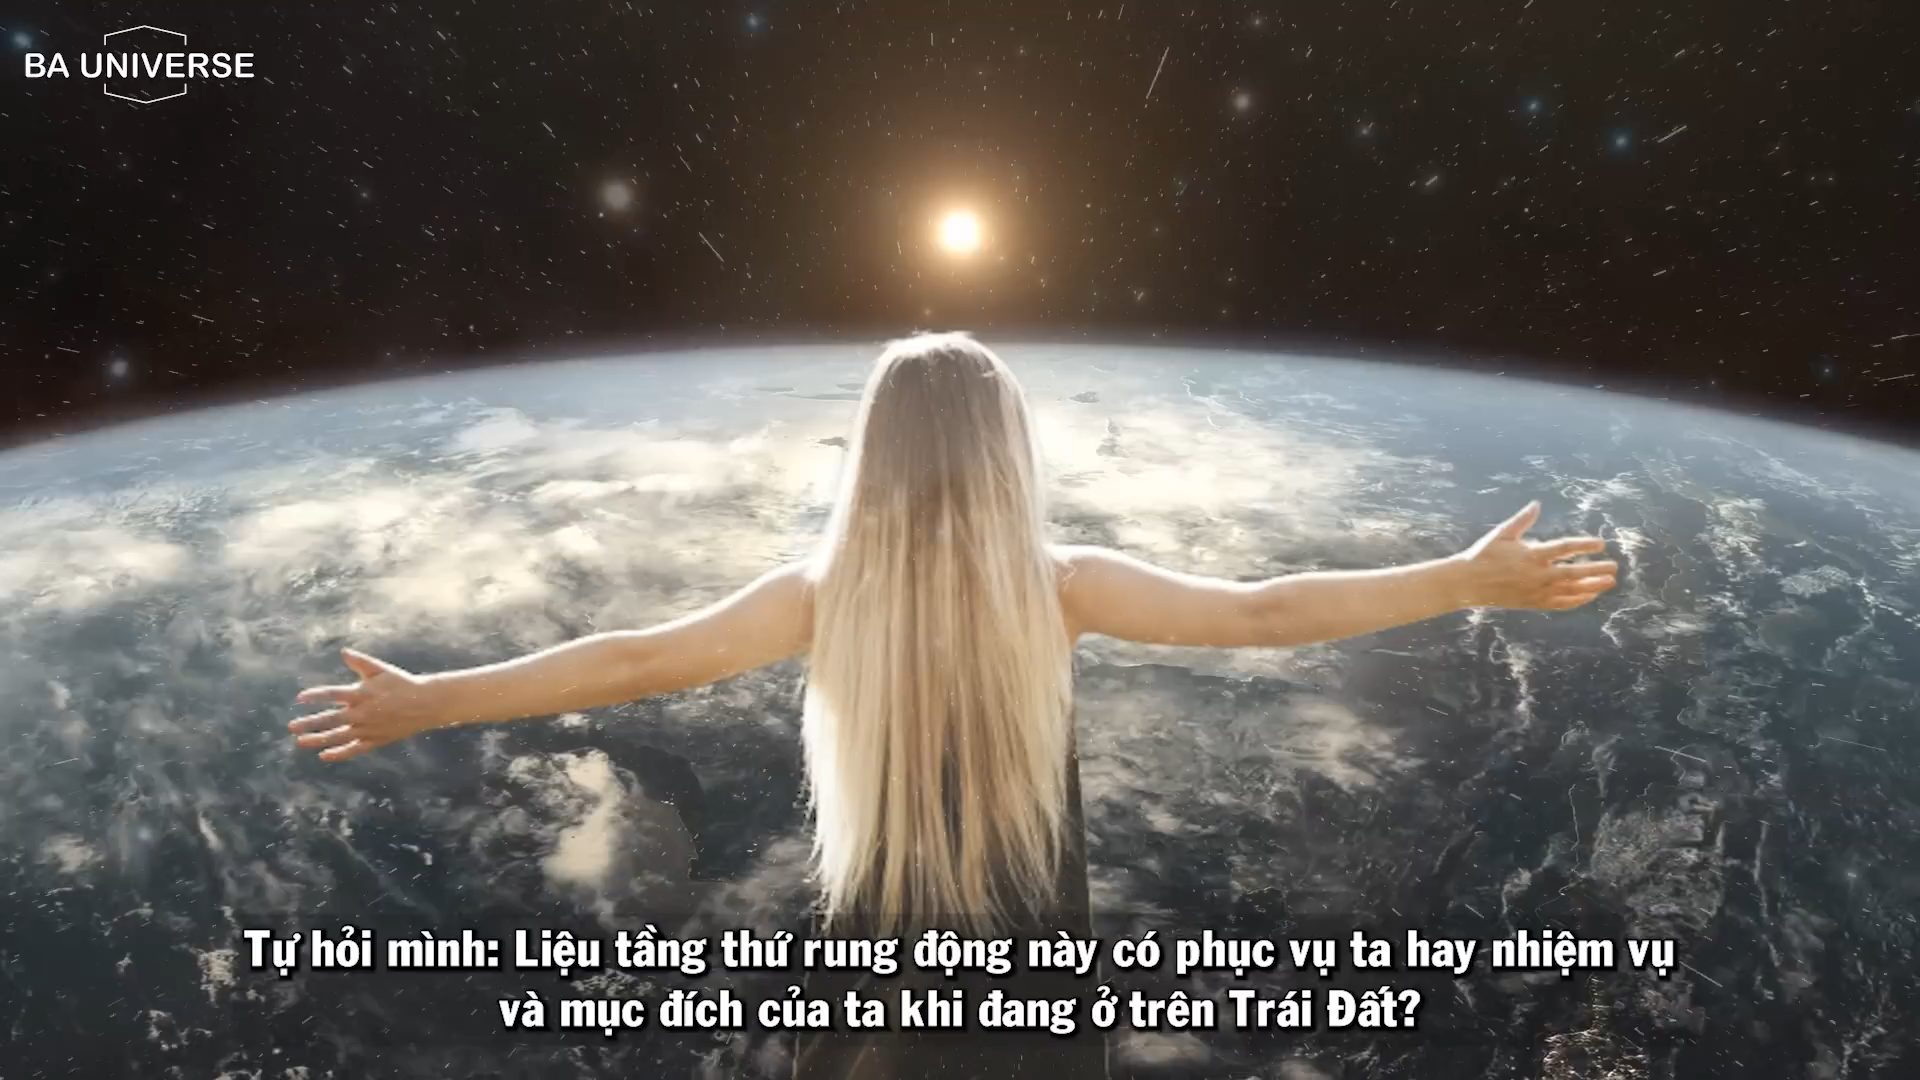 BA UNIVERSE
Tự hỏi mình: Liệu tầng thứ rung động này có phục vụ ta hay nhiệm vụ
và mục đích của ta khi đang ở trên Trái Đất?